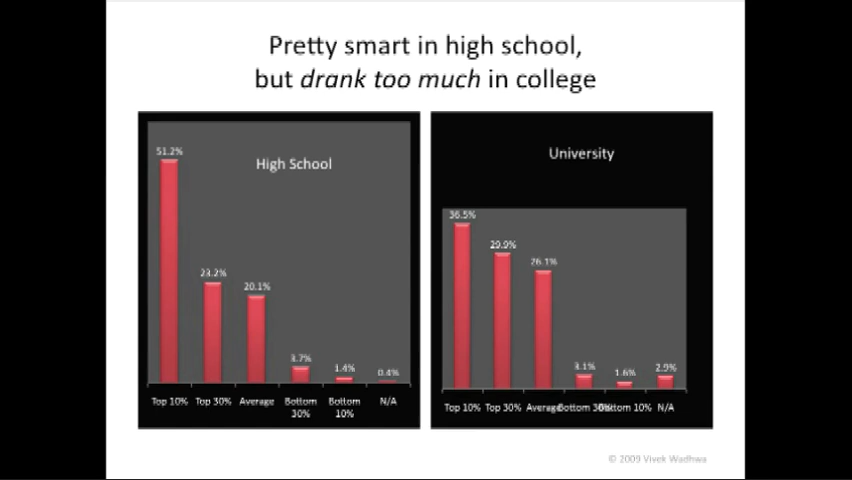 Pretty smart in high school,
but drank too much in college
High School
51.2%
23.2%
20.1%
3.7%
1.4%
0.4%
Top 10%
Top 30%
Average
Bottom 30%
Bottom 10%
N/A
University
36.5%
29.9%
26.1%
3.1%
1.6%
2.9%
Top 10%
Top 30%
Average
Bottom 30%
Bottom 10%
N/A
© 2009 Vivek Wadhwa